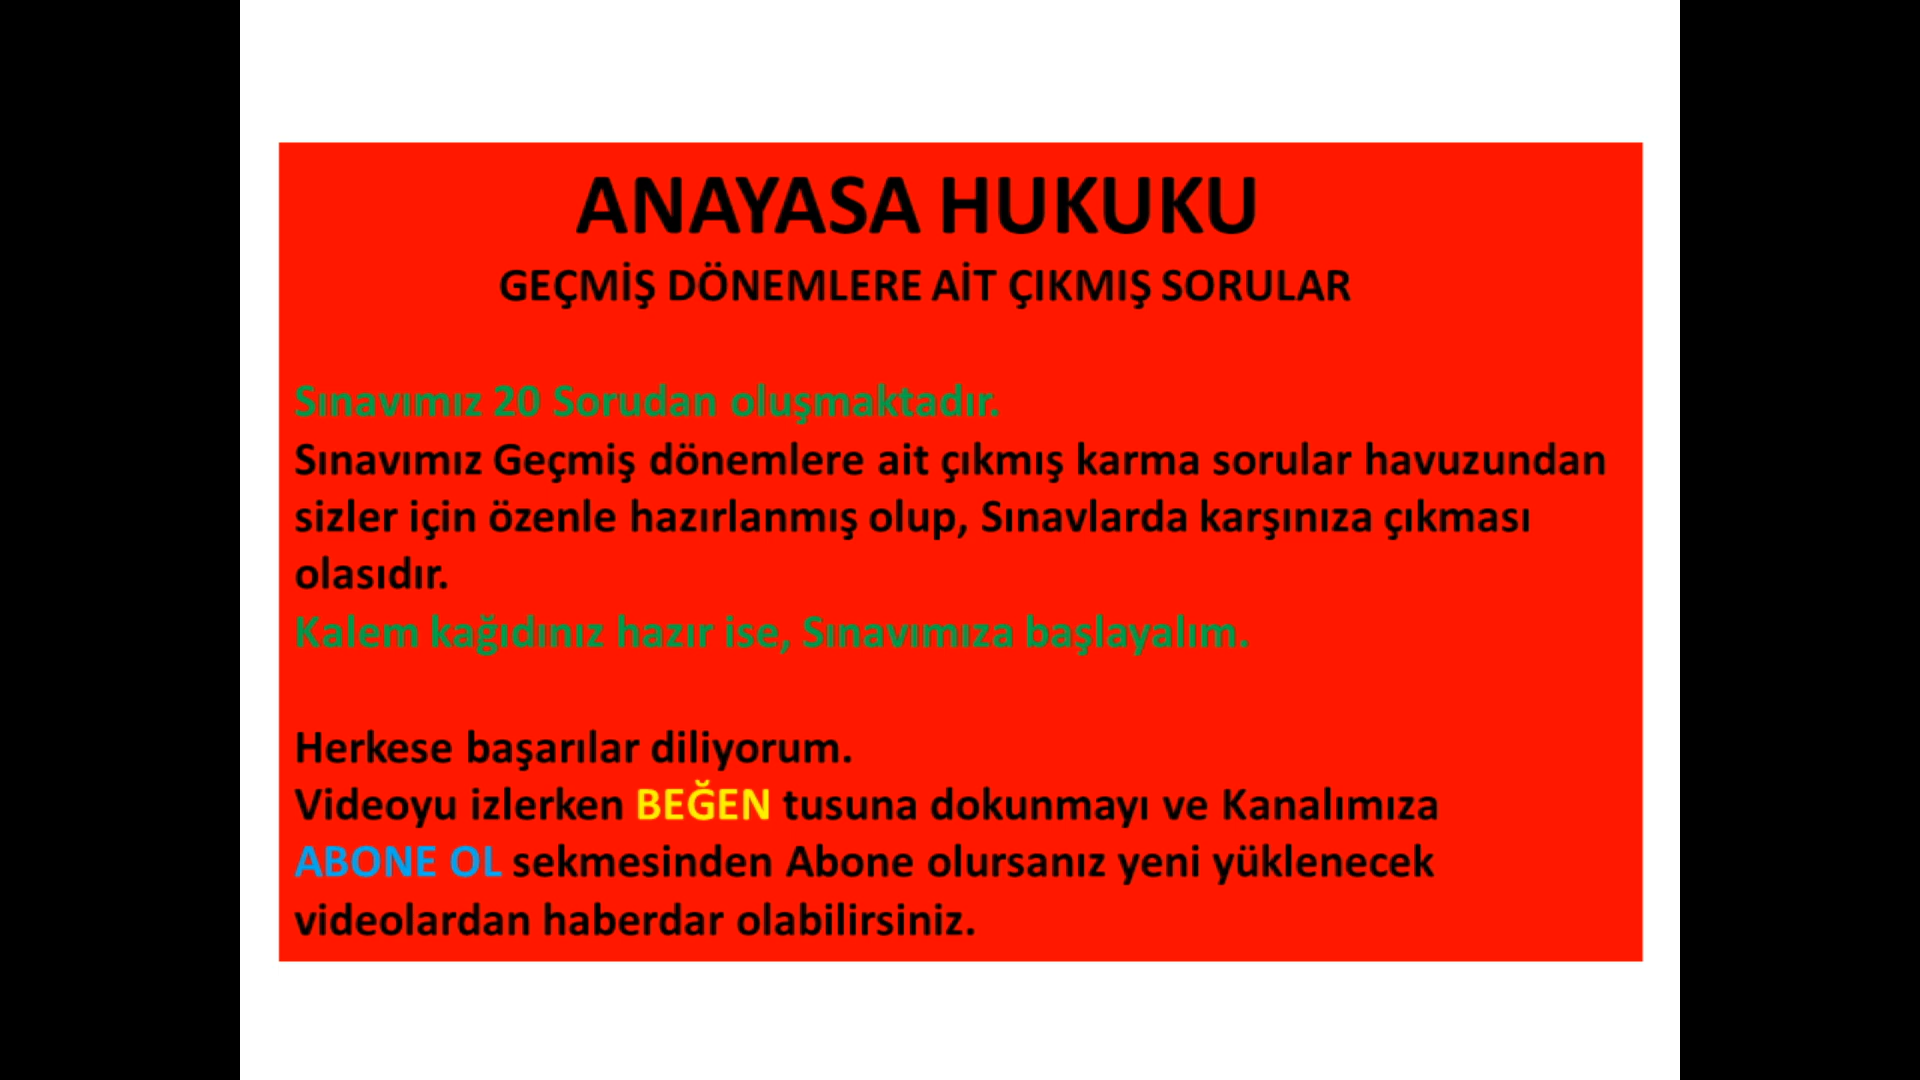 ANAYASA HUKUKU
GEÇMİŞ DÖNEMLERE AİT ÇIKMIŞ SORULAR
Sınavımız 20 Sorudan oluşmaktadır.
Sınavımız Geçmiş dönemlere ait çıkmış karma sorular havuzundan
sizler için özenle hazırlanmış olup, Sınavlarda karşınıza çıkması
olasıdır.
Kalem kağıdınız hazır ise, Sınavımıza başlayalım.
Herkese başarılar diliyorum.
Videoyu izlerken BEĞEN tusuna dokunmayı ve Kanalımıza
ABONE OL sekmesinden Abone olursanız yeni yüklenecek
videolardan haberdar olabilirsiniz.